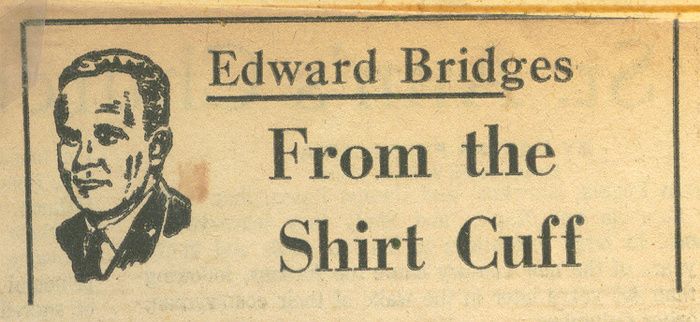 Edward Bridges
From the
Shirt Cuff